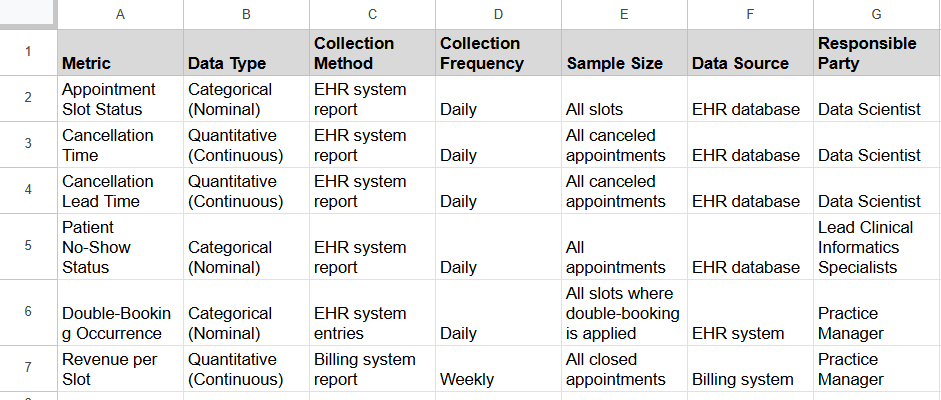 A B C D E F G
1 Metric Data Type Collection Method Collection Frequency Sample Size Data Source Responsible Party
2 Appointment Slot Status Categorical (Nominal) EHR system report Daily All slots EHR database Data Scientist
3 Cancellation Time Quantitative (Continuous) EHR system report Daily All canceled appointments EHR database Data Scientist
4 Cancellation Lead Time Quantitative (Continuous) EHR system report Daily All canceled appointments EHR database Data Scientist
5 Patient No-Show Status Categorical (Nominal) EHR system report Daily All appointments EHR database Lead Clinical Informatics Specialists
6 Double-Booking Occurrence Categorical (Nominal) EHR system entries Daily All slots where double-booking is applied EHR system Practice Manager
7 Revenue per Slot Quantitative (Continuous) Billing system report Weekly All closed appointments Billing system Practice Manager